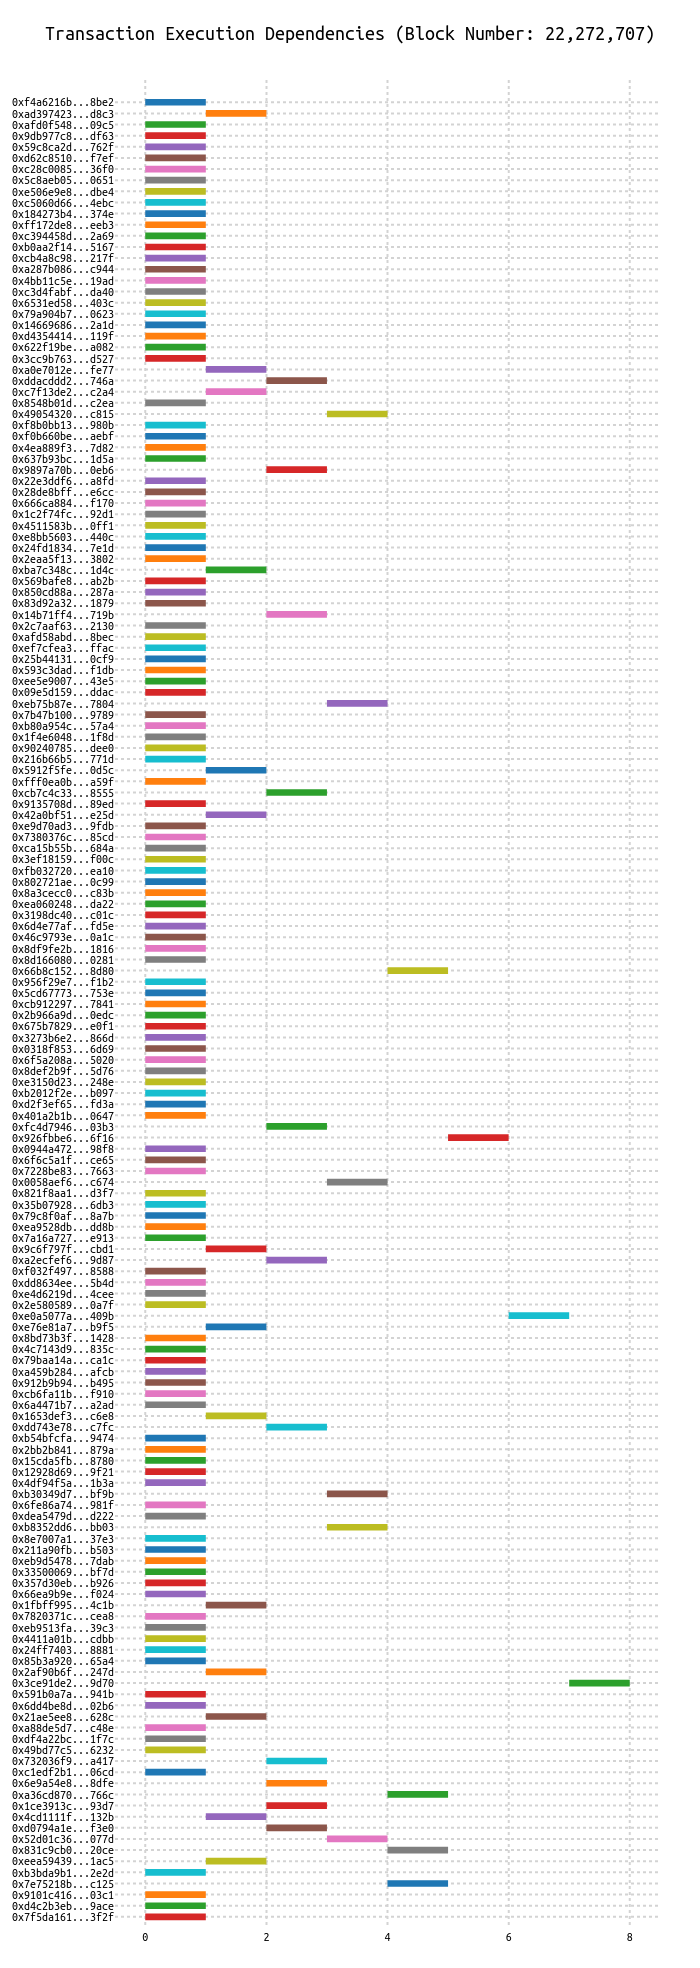 Transaction Execution Dependencies (Block Number: 22,272,707)
0xf4a6216b...8be2
0xad397423...d8c3
0xafd0f548...09c5
0x9db977c8...df63
0x59c8ca2d...762f
0xd62c8510...f7ef
0xc28c0085...36f0
0x5c8aeb05...0651
0xe506e9e8...dbe4
0xc5060d66...4ebc
0x184273b4...374e
0xff172de8...eeb3
0xc394458d...2a69
0xb0aa2f14...5167
0xcb4a8c98...217f
0xa287b086...c944
0x4bb11c5e...19ad
0xc3d4fabf...da40
0x6531ed58...403c
0x79a904b7...0623
0x14669686...2a1d
0xd4354414...119f
0x622f19be...a082
0x3cc9b763...d527
0xa0e7012e...fe77
0xddacddd2...746a
0xc7f13de2...c2a4
0x8548b01d...c2ea
0x49054320...c815
0xf8b0bb13...980b
0xf0b660be...aebf
0x4ea889f3...7d82
0x637b93bc...1d5a
0x9897a70b...0eb6
0x22e3ddf6...a8fd
0x28de8bff...e6cc
0x666ca884...f170
0x1c2f74fc...92d1
0x4511583b...0ff1
0xe8bb5603...440c
0x24fd1834...7e1d
0x2eaa5f13...3802
0xba7c348c...1d4c
0x569bafe8...ab2b
0x850cd88a...287a
0x83d92a32...1879
0x14b71ff4...719b
0x2c7aaf63...2130
0xafd58abd...8bec
0xef7cfea3...ffac
0x25b44131...0cf9
0x593c3dad...f1db
0xee5e9007...43e5
0x09e5d159...ddac
0xeb75b87e...7804
0x7b47b100...9789
0xb80a954c...57a4
0x1f4e6048...1f8d
0x90240785...dee0
0x216b66b5...771d
0x5912f5fe...0d5c
0xfff0ea0b...a59f
0xcb7c4c33...8555
0x9135708d...89ed
0x42a0bf51...e25d
0xe9d70ad3...9fdb
0x7380376c...85cd
0xca15b55b...684a
0x3ef18159...f00c
0xfb032720...ea10
0x802721ae...0c99
0x8a3cecc0...c83b
0xea060248...da22
0x3198dc40...c01c
0x6d4e77af...fd5e
0x46c9793e...0a1c
0x8df9fe2b...1816
0x8d166080...0281
0x66b8c152...8d80
0x956f29e7...f1b2
0x5cd67773...753e
0xcb912297...7841
0x2b966a9d...0edc
0x675b7829...e0f1
0x3273b6e2...866d
0x0318f853...6d69
0x6f5a208a...5020
0x8def2b9f...5d76
0xe3150d23...248e
0xb2012f2e...b097
0xd2f3ef65...fd3a
0x401a2b1b...0647
0xfc4d7946...03b3
0x926fbbe6...6f16
0x0944a472...98f8
0x6f6c5a1f...ce65
0x7228be83...7663
0x0058aef6...c674
0x821f8aa1...d3f7
0x35b07928...6db3
0x79c8f0af...8a7b
0xea9528db...dd8b
0x7a16a727...e913
0x9c6f797f...cbd1
0xa2ecfef6...9d87
0xf032f497...8588
0xdd8634ee...5b4d
0xe4d6219d...4cee
0x2e580589...0a7f
0xe0a5077a...409b
0xe76e81a7...b9f5
0x8bd73b3f...1428
0x4c7143d9...835c
0x79baa14a...ca1c
0xa459b284...afcb
0x912b9b94...b495
0xcb6fa11b...f910
0x6a4471b7...a2ad
0x1653def3...c6e8
0xdd743e78...c7fc
0xb54bfcfa...9474
0x2bb2b841...879a
0x15cda5fb...8780
0x12928d69...9f21
0x4df94f5a...1b3a
0xb30349d7...bf9b
0x6fe86a74...981f
0xdea5479d...d222
0xb8352dd6...bb03
0x8e7007a1...37e3
0x211a90fb...b503
0xeb9d5478...7dab
0x33500069...bf7d
0x357d30eb...b926
0x66ea9b9e...f024
0x1fbff995...4c1b
0x7820371c...cea8
0xeb9513fa...39c3
0x4411a01b...cdbb
0x24ff7403...8881
0x85b3a920...65a4
0x2af90b6f...247d
0x3ce91de2...9d70
0x591b0a7a...941b
0x6dd4be8d...02b6
0x21ae5ee8...628c
0xa88de5d7...c48e
0xdf4a22bc...1f7c
0x49bd77c5...6232
0x732036f9...a417
0xc1edf2b1...06cd
0x6e9a54e8...8dfe
0xa36cd870...766c
0x1ce3913c...93d7
0x4cd1111f...132b
0xd0794a1e...f3e0
0x52d01c36...077d
0x831c9cb0...20ce
0xeea59439...1ac5
0xb3bda9b1...2e2d
0x7e75218b...c125
0x9101c416...03c1
0xd4c2b3eb...9ace
0x7f5da161...3f2f
0 2 4 6 8